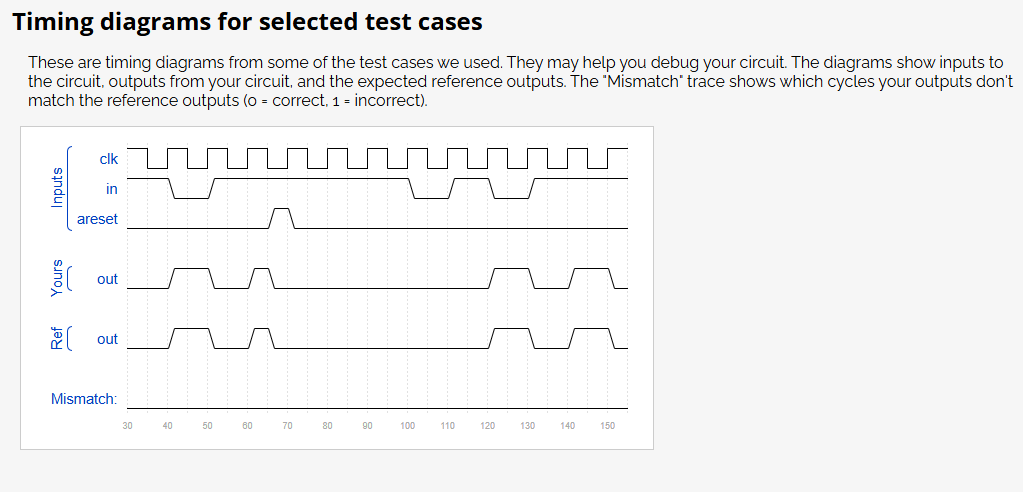 Timing diagrams for selected test cases
These are timing diagrams from some of the test cases we used. They may help you debug your circuit. The diagrams show inputs to
the circuit, outputs from your circuit, and the expected reference outputs. The "Mismatch" trace shows which cycles your outputs don't
match the reference outputs (0 = correct, 1 = incorrect).
Inputs
clk
in
areset
Yours
out
Ref
out
Mismatch:
30 40 50 60 70 80 90 100 110 120 130 140 150